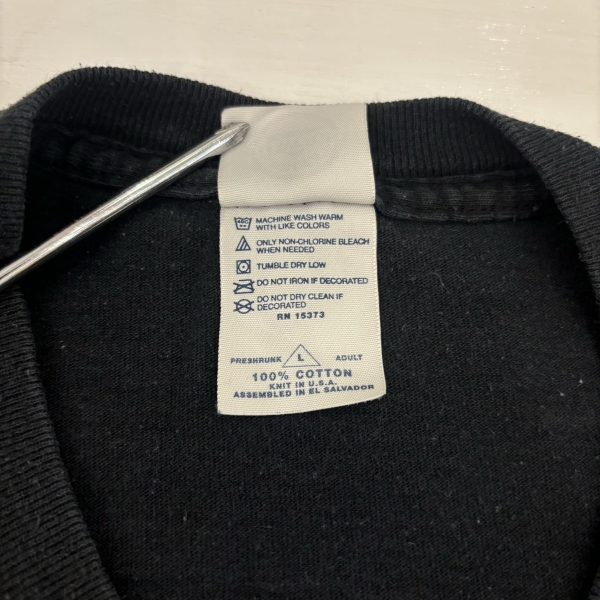 MACHINE WASH WARM
WITH LIKE COLORS
ONLY NON-CHLORINE BLEACH
WHEN NEEDED
TUMBLE DRY LOW
DO NOT IRON IF DECORATED
DO NOT DRY CLEAN IF
DECORATED
RN 15373
PRESHRUNK L ADULT
100% COTTON
KNIT IN U.S.A.
ASSEMBLED IN EL SALVADOR